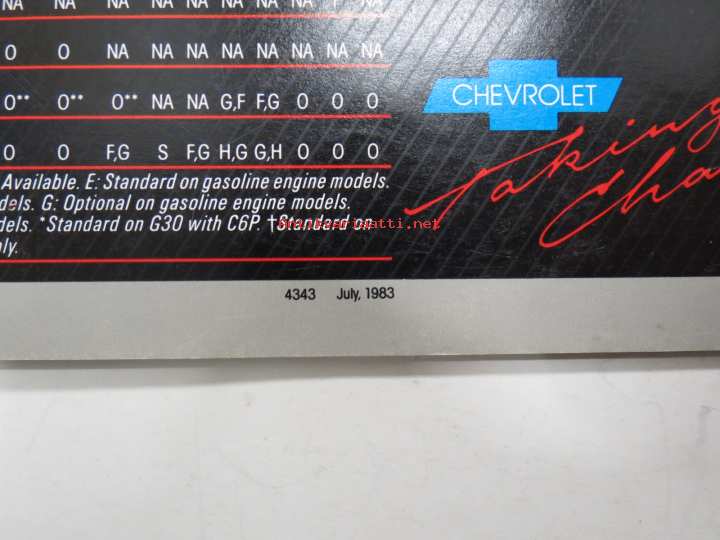 NA NA NA NA NA NA NA NA NA
O O NA NA NA NA NA NA NA NA
O** O** O** NA NA G,F F,G O O O
O O F,G S F,G H,G G,H O O O
Available. E: Standard on gasoline engine models.
dels. G: Optional on gasoline engine models.
dels. *Standard on G30 with C6P. †Standard on
ly.
CHEVROLET
Taking
Cha
4343 July, 1983